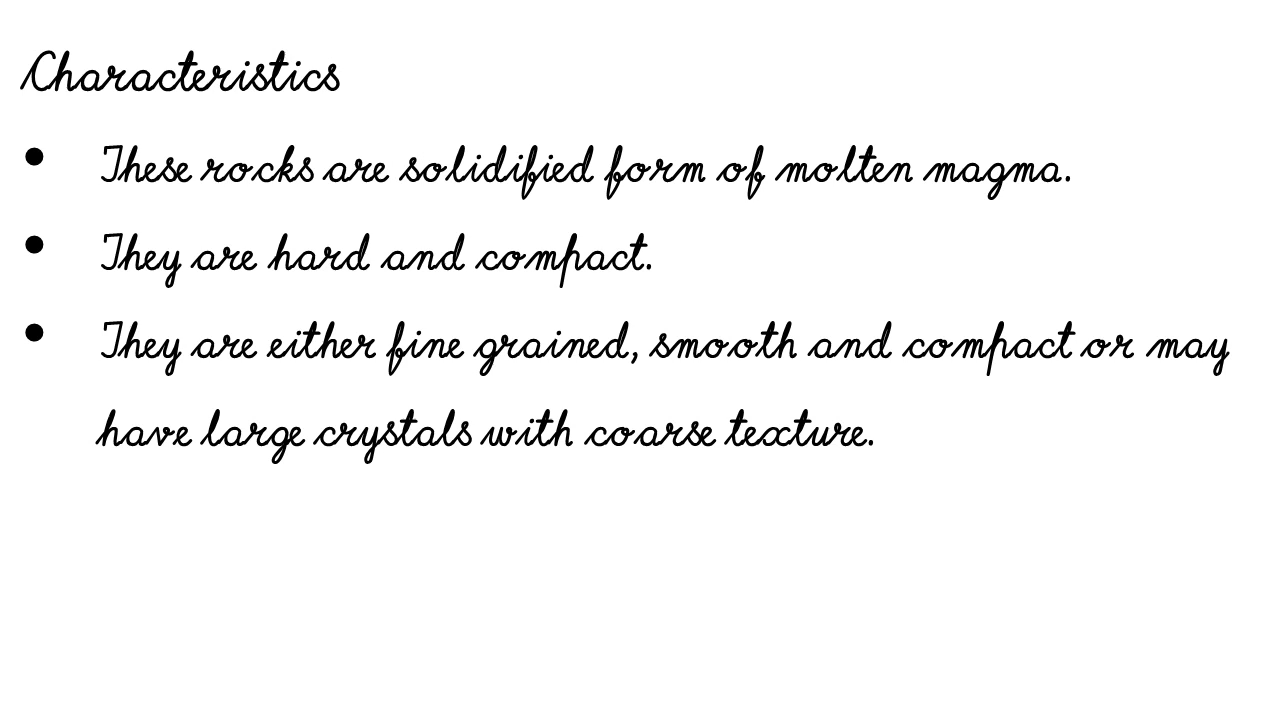 Characteristics
• These rocks are solidified form of molten magma.
• They are hard and compact.
• They are either fine grained, smooth and compact or may
have large crystals with coarse texture.